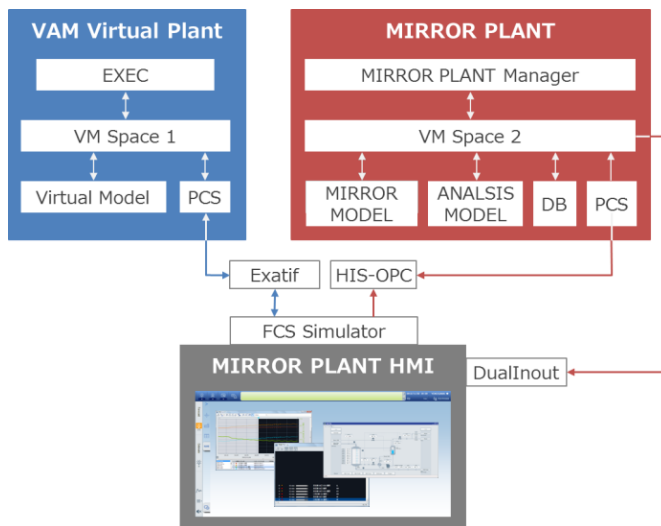 VAM Virtual Plant
EXEC
VM Space 1
Virtual Model
PCS
MIRROR PLANT
MIRROR PLANT Manager
VM Space 2
MIRROR
MODEL
ANALSIS
MODEL
DB
PCS
Exatif
HIS-OPC
FCS Simulator
MIRROR PLANT HMI
DualInout